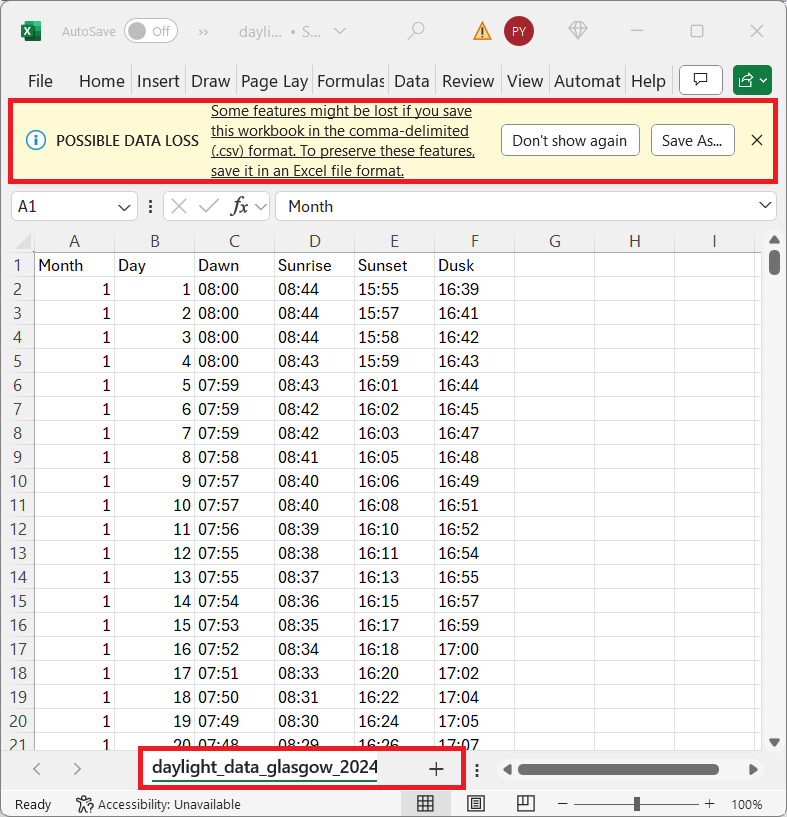 AutoSave Off » dayli... • S... PY
File Home Insert Draw Page Lay Formulas Data Review View Automat Help
POSSIBLE DATA LOSS
Some features might be lost if you save
this workbook in the comma-delimited
(.csv) format. To preserve these features,
save it in an Excel file format.
Don't show again Save As...
A1 fx Month
A B C D E F G H I
1 Month Day Dawn Sunrise Sunset Dusk
2 1 1 08:00 08:44 15:55 16:39
3 1 2 08:00 08:44 15:57 16:41
4 1 3 08:00 08:44 15:58 16:42
5 1 4 08:00 08:43 15:59 16:43
6 1 5 07:59 08:43 16:01 16:44
7 1 6 07:59 08:42 16:02 16:45
8 1 7 07:59 08:42 16:03 16:47
9 1 8 07:58 08:41 16:05 16:48
10 1 9 07:57 08:40 16:06 16:49
11 1 10 07:57 08:40 16:08 16:51
12 1 11 07:56 08:39 16:10 16:52
13 1 12 07:55 08:38 16:11 16:54
14 1 13 07:55 08:37 16:13 16:55
15 1 14 07:54 08:36 16:15 16:57
16 1 15 07:53 08:35 16:17 16:59
17 1 16 07:52 08:34 16:18 17:00
18 1 17 07:51 08:33 16:20 17:02
19 1 18 07:50 08:31 16:22 17:04
20 1 19 07:49 08:30 16:24 17:05
21 1 20 07:48 08:29 16:26 17:07
daylight_data_glasgow_2024 +
Ready Accessibility: Unavailable − + 100%